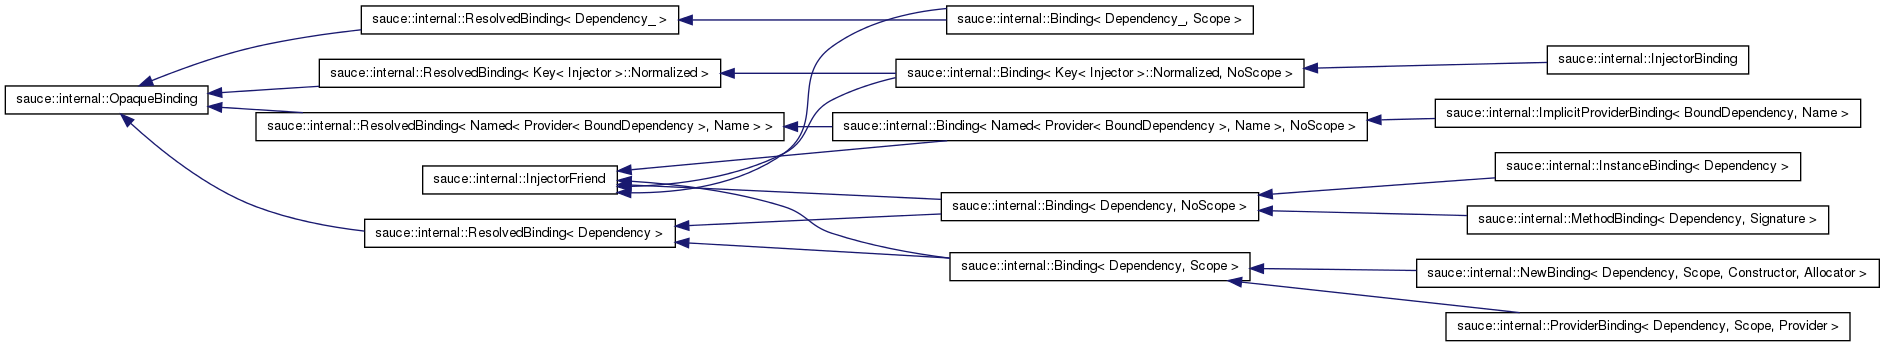 sauce::internal::ResolvedBinding< Dependency_ >
sauce::internal::Binding< Dependency_, Scope >
sauce::internal::InjectorBinding
sauce::internal::ResolvedBinding< Key< Injector >::Normalized >
sauce::internal::Binding< Key< Injector >::Normalized, NoScope >
sauce::internal::OpaqueBinding
sauce::internal::ImplicitProviderBinding< BoundDependency, Name >
sauce::internal::ResolvedBinding< Named< Provider< BoundDependency >, Name > >
sauce::internal::Binding< Named< Provider< BoundDependency >, Name >, NoScope >
sauce::internal::InstanceBinding< Dependency >
sauce::internal::InjectorFriend
sauce::internal::Binding< Dependency, NoScope >
sauce::internal::MethodBinding< Dependency, Signature >
sauce::internal::ResolvedBinding< Dependency >
sauce::internal::Binding< Dependency, Scope >
sauce::internal::NewBinding< Dependency, Scope, Constructor, Allocator >
sauce::internal::ProviderBinding< Dependency, Scope, Provider >